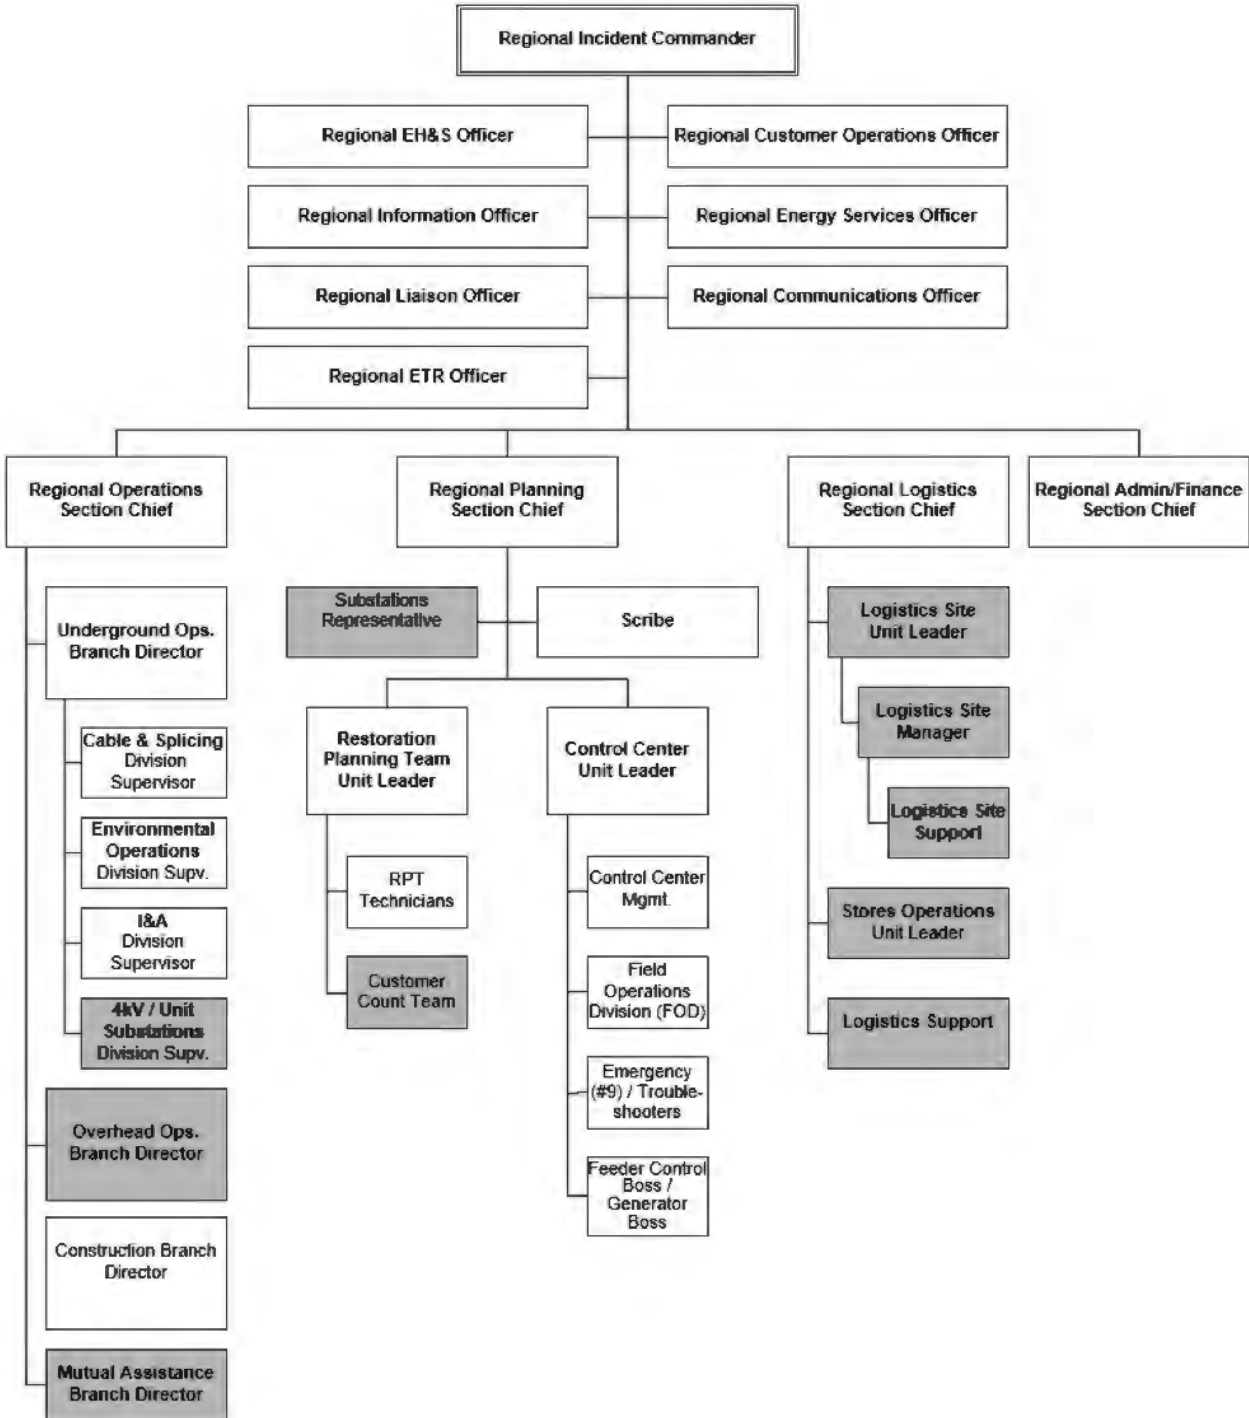 Regional Incident Commander
Regional EH&S Officer
Regional Customer Operations Officer
Regional Information Officer
Regional Energy Services Officer
Regional Liaison Officer
Regional Communications Officer
Regional ETR Officer
Regional Operations
Section Chief
Regional Planning
Section Chief
Regional Logistics
Section Chief
Regional Admin/Finance
Section Chief
Underground Ops.
Branch Director
Cable & Splicing
Division
Supervisor
Environmental
Operations
Division Supv.
I&A
Division
Supervisor
4kV / Unit
Substations
Division Supv.
Overhead Ops.
Branch Director
Construction Branch
Director
Mutual Assistance
Branch Director
Substations
Representative
Scribe
Restoration
Planning Team
Unit Leader
RPT
Technicians
Customer
Count Team
Control Center
Unit Leader
Control Center
Mgmt.
Field
Operations
Division (FOD)
Emergency
(#9) / Trouble-
shooters
Feeder Control
Boss /
Generator
Boss
Logistics Site
Unit Leader
Logistics Site
Manager
Logistics Site
Support
Stores Operations
Unit Leader
Logistics Support